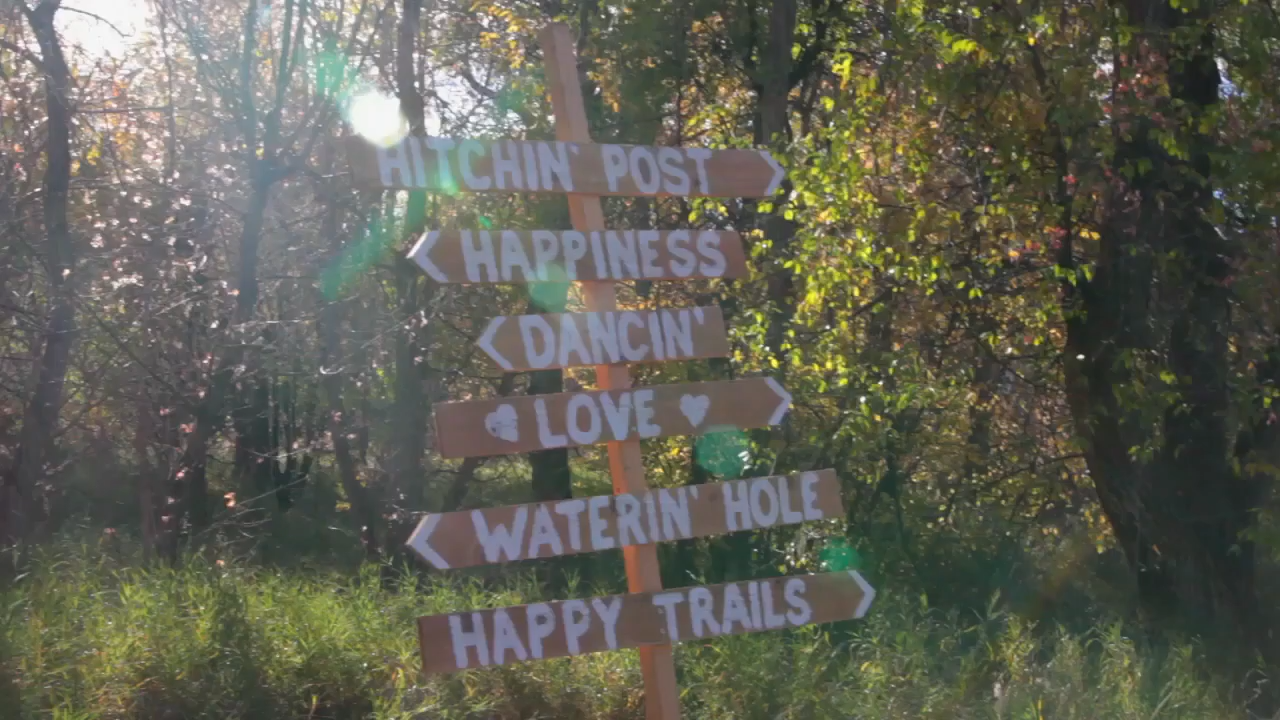 HITCHIN' POST
HAPPINESS
DANCIN'
LOVE
WATERIN' HOLE
HAPPY TRAILS